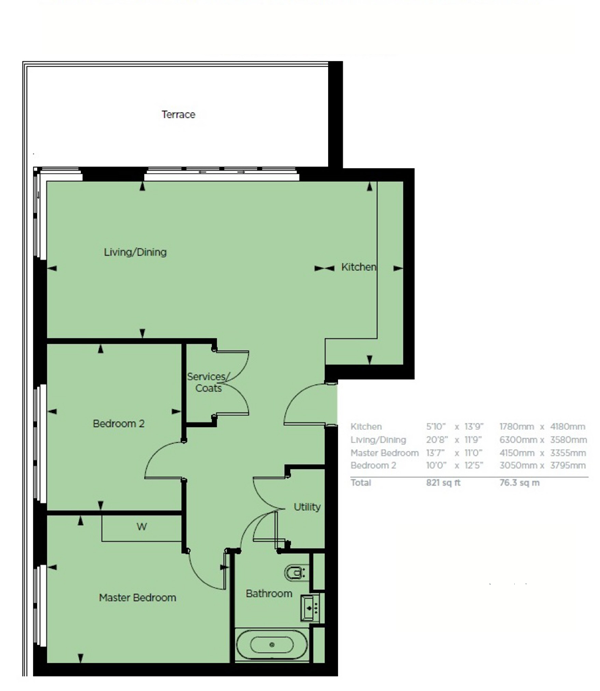 Terrace
Living/Dining
Kitchen
Services/
Coats
Bedroom 2
Kitchen 5'10" x 13'9" 1780mm x 4180mm
Living/Dining 20'8" x 11'9" 6300mm x 3580mm
Master Bedroom 13'7" x 11'0" 4150mm x 3355mm
Bedroom 2 10'0" x 12'5" 3050mm x 3795mm
Total 821 sq ft 76.3 sq m
Utility
W
Master Bedroom
Bathroom